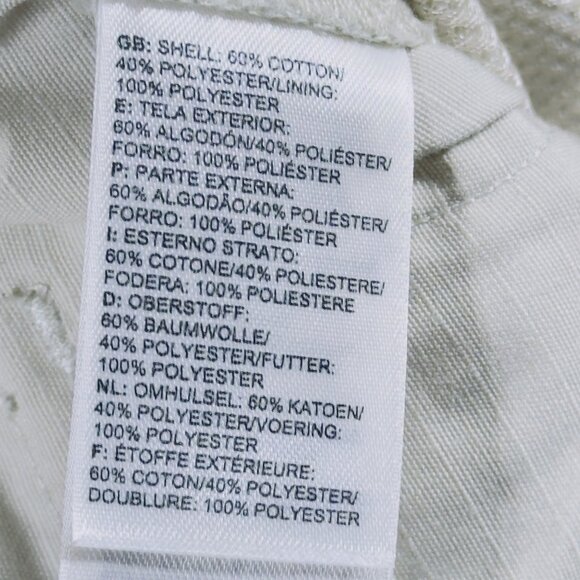 GB: SHELL: 60% COTTON/
40% POLYESTER/LINING:
100% POLYESTER
E: TELA EXTERIOR:
60% ALGODÓN/40% POLIÉSTER/
FORRO: 100% POLIÉSTER
P: PARTE EXTERNA:
60% ALGODÃO/40% POLIÉSTER/
FORRO: 100% POLIÉSTER
I: ESTERNO STRATO:
60% COTONE/40% POLIESTERE/
FODERA: 100% POLIESTERE
D: OBERSTOFF:
60% BAUMWOLLE/
40% POLYESTER/FUTTER:
100% POLYESTER
NL: OMHULSEL: 60% KATOEN/
40% POLYESTER/VOERING:
100% POLYESTER
F: ÉTOFFE EXTÉRIEURE:
60% COTON/40% POLYESTER/
DOUBLURE: 100% POLYESTER